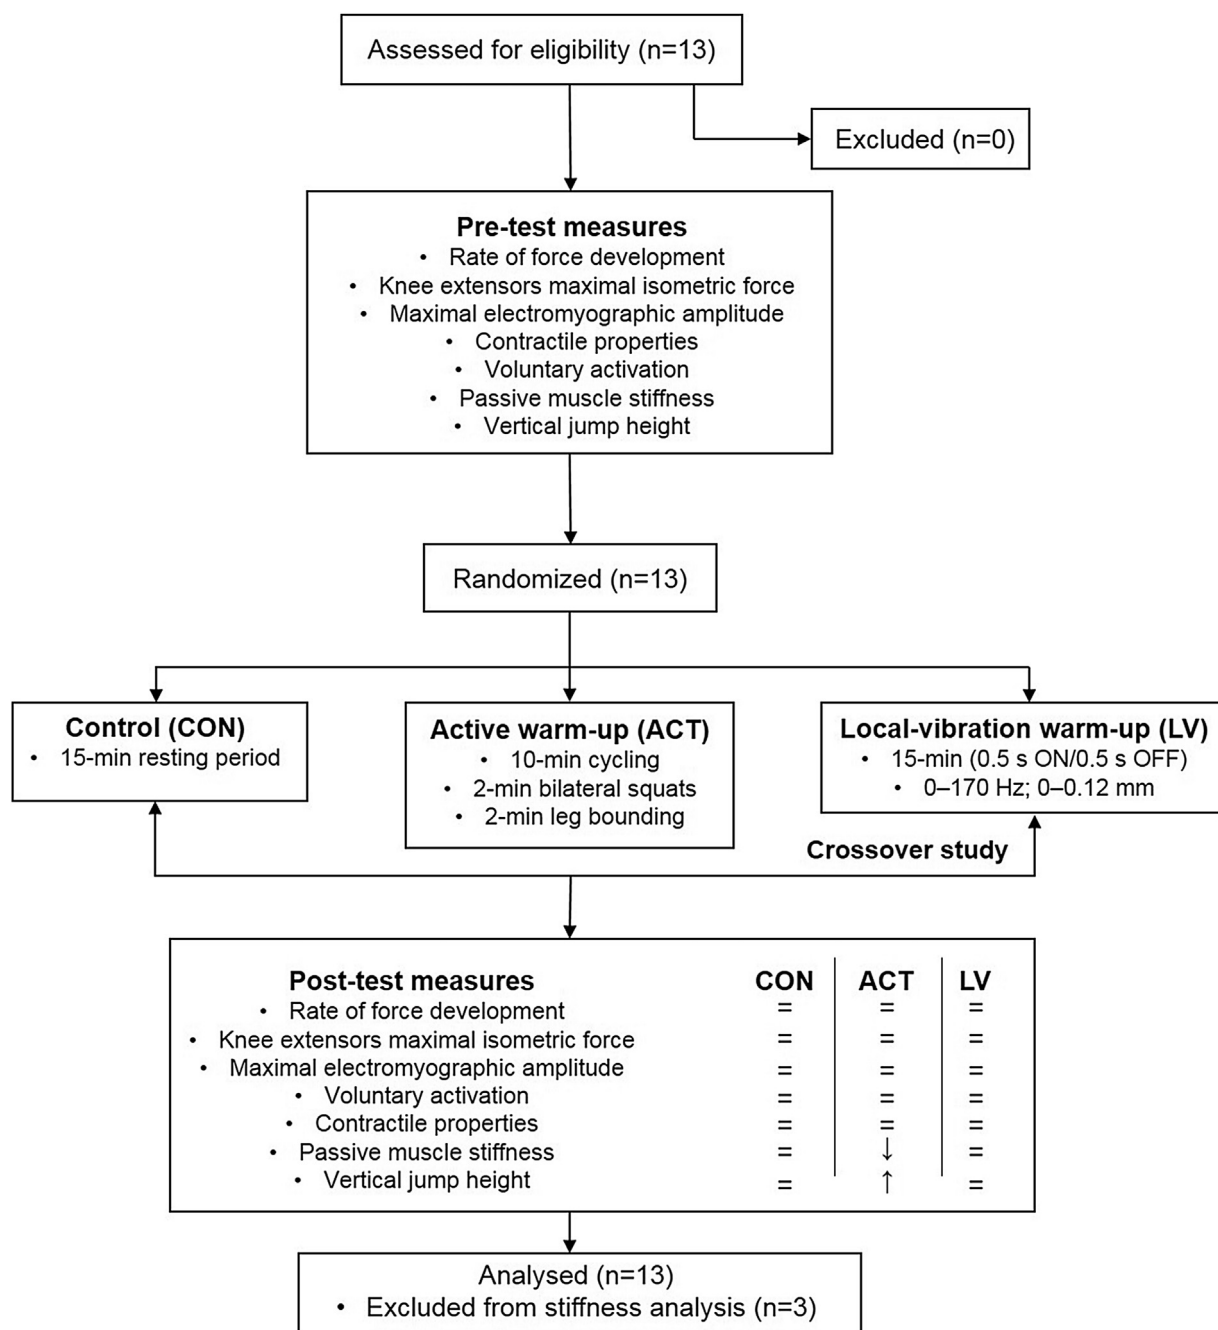 Assessed for eligibility (n=13)
Excluded (n=0)
Pre-test measures
• Rate of force development
• Knee extensors maximal isometric force
• Maximal electromyographic amplitude
• Contractile properties
• Voluntary activation
• Passive muscle stiffness
• Vertical jump height
Randomized (n=13)
Control (CON)
• 15-min resting period
Active warm-up (ACT)
• 10-min cycling
• 2-min bilateral squats
• 2-min leg bounding
Local-vibration warm-up (LV)
• 15-min (0.5 s ON/0.5 s OFF)
• 0–170 Hz; 0–0.12 mm
Crossover study
Post-test measures CON ACT LV
• Rate of force development = = =
• Knee extensors maximal isometric force = = =
• Maximal electromyographic amplitude = = =
• Voluntary activation = = =
• Contractile properties = = =
• Passive muscle stiffness = ↓ =
• Vertical jump height = ↑ =
Analysed (n=13)
• Excluded from stiffness analysis (n=3)